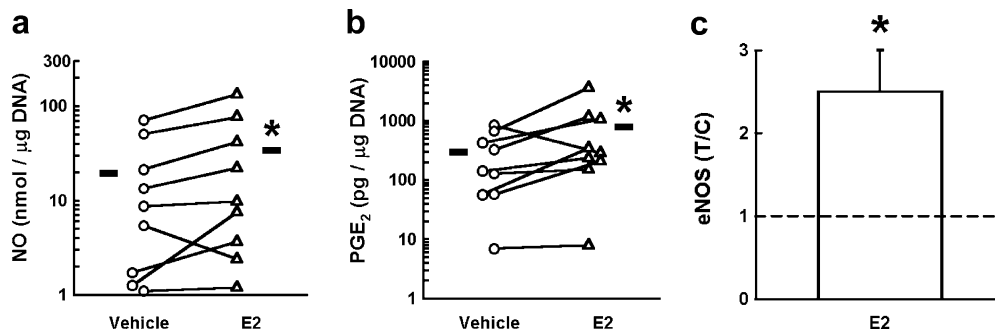 a
NO (nmol / µg DNA)
300
100
10
1
*
Vehicle
E2
b
PGE2 (pg / µg DNA)
10000
1000
100
10
1
*
Vehicle
E2
c
eNOS (T/C)
3
2
1
0
*
E2